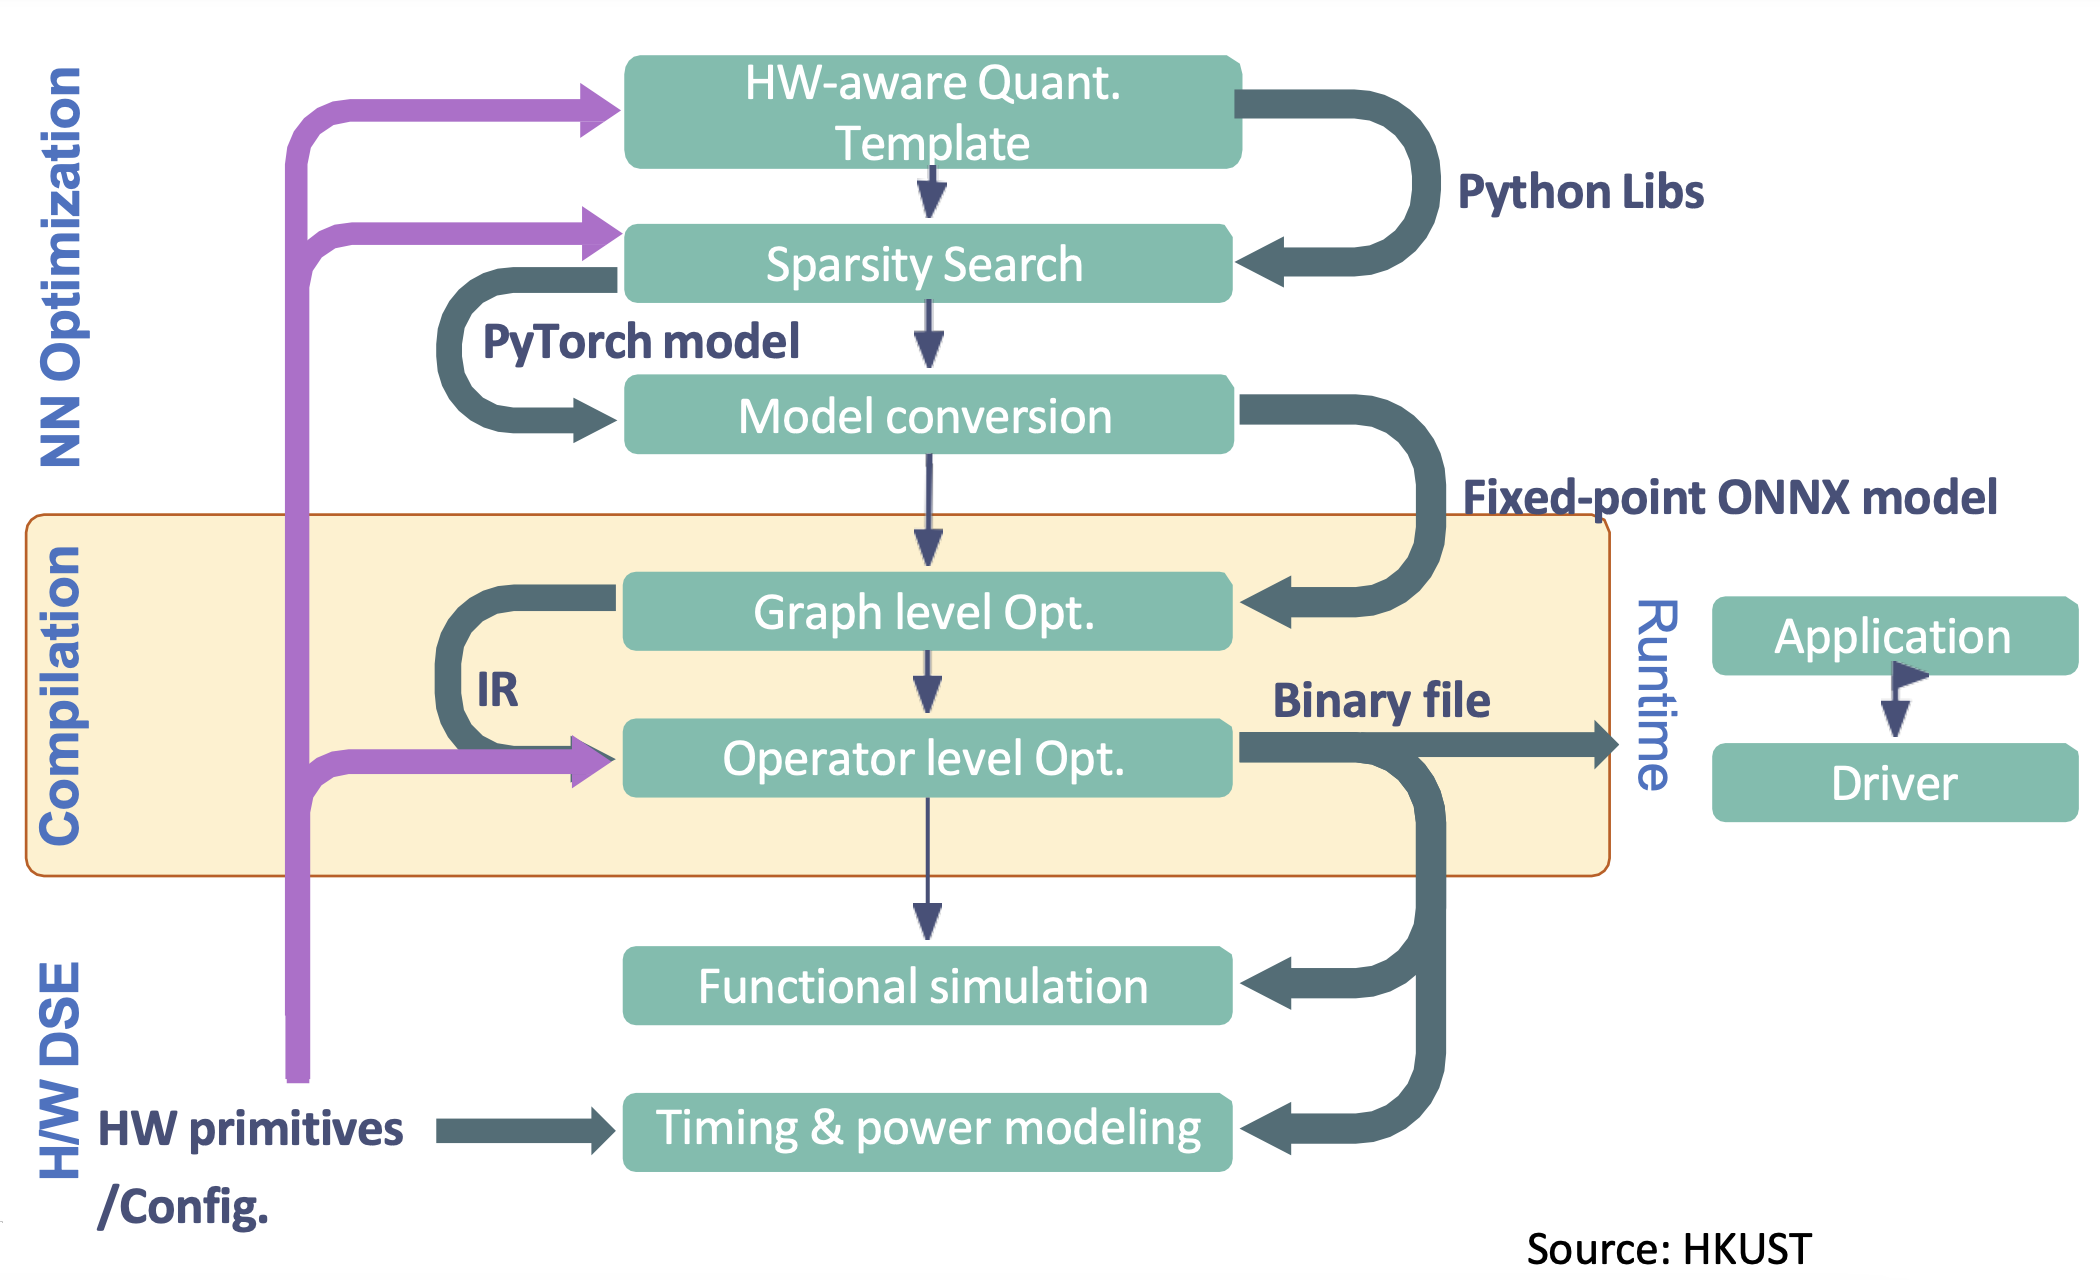 NN Optimization
HW-aware Quant.
Template
Python Libs
Sparsity Search
PyTorch model
Model conversion
Fixed-point ONNX model
Compilation
Graph level Opt.
IR
Operator level Opt.
Binary file
Runtime
Application
Driver
H/W DSE
Functional simulation
HW primitives
/Config.
Timing & power modeling
Source: HKUST